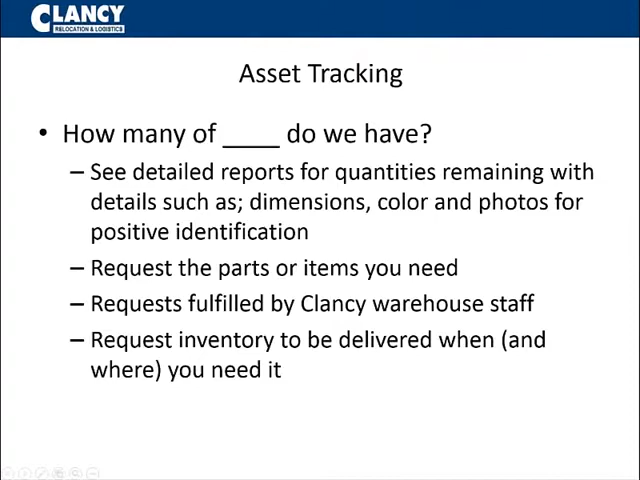 CLANCY
RELOCATION & LOGISTICS
Asset Tracking
• How many of ____ do we have?
– See detailed reports for quantities remaining with
details such as; dimensions, color and photos for
positive identification
– Request the parts or items you need
– Requests fulfilled by Clancy warehouse staff
– Request inventory to be delivered when (and
where) you need it